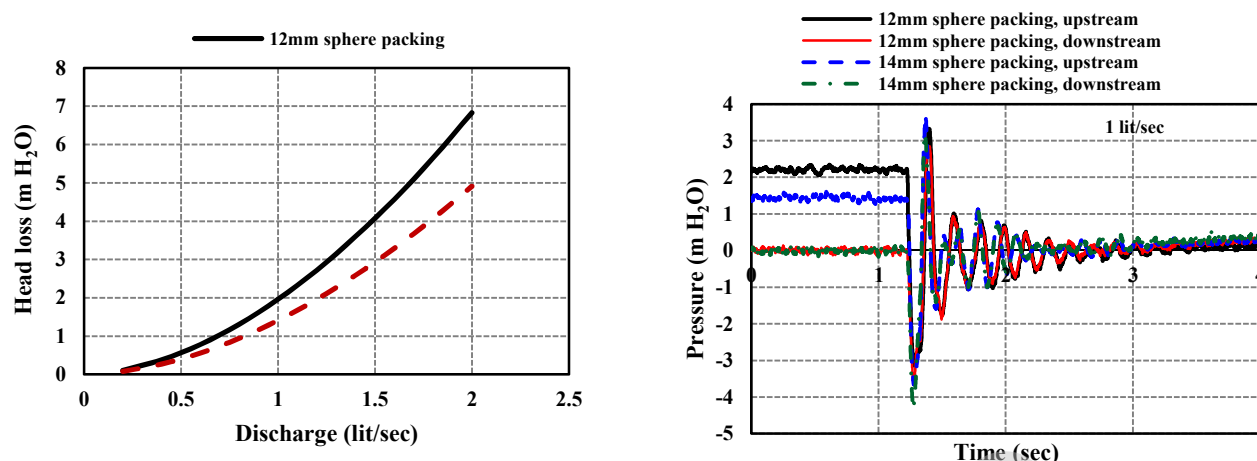 12mm sphere packing
8
7
6
5
4
3
2
1
0
0 0.5 1 1.5 2 2.5
Head loss (m H₂O)
Discharge (lit/sec)
12mm sphere packing, upstream
12mm sphere packing, downstream
14mm sphere packing, upstream
14mm sphere packing, downstream
1 lit/sec
4
3
2
1
0
-1
-2
-3
-4
-5
0 1 2 3 4
Pressure (m H₂O)
Time (sec)